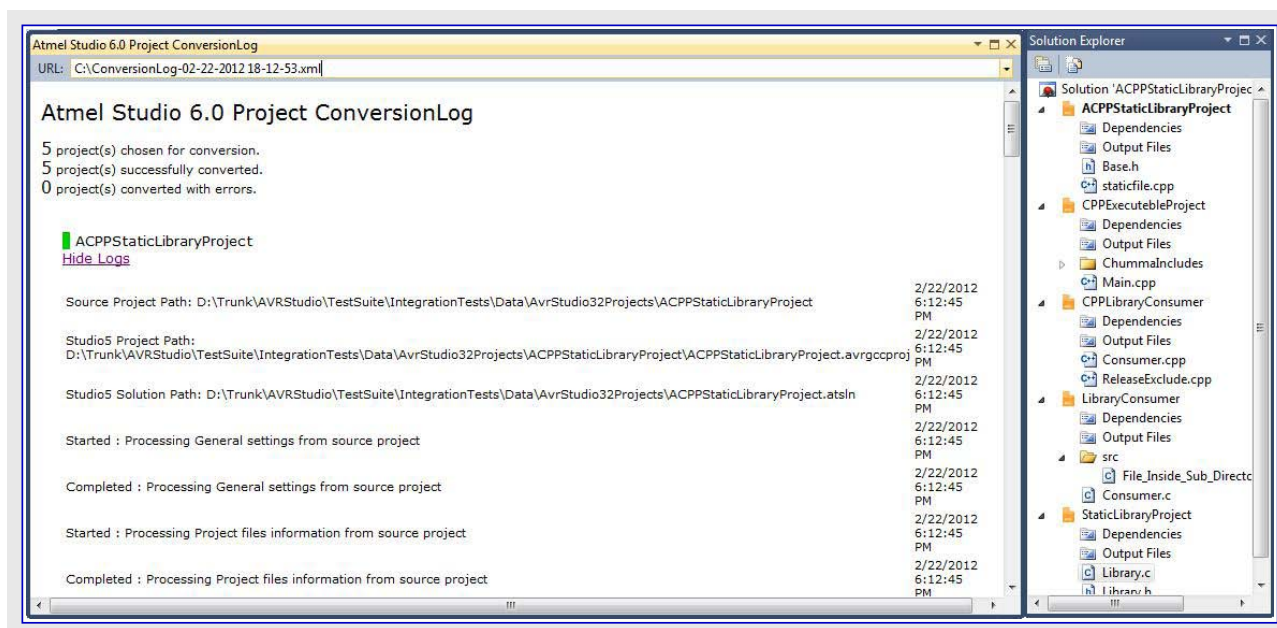 Atmel Studio 6.0 Project ConversionLog
URL: C:\ConversionLog-02-22-2012 18-12-53.xml
Atmel Studio 6.0 Project ConversionLog
5 project(s) chosen for conversion.
5 project(s) successfully converted.
0 project(s) converted with errors.
ACPPStaticLibraryProject
Hide Logs
Source Project Path: D:\Trunk\AVRStudio\TestSuite\IntegrationTests\Data\AvrStudio32Projects\ACPPStaticLibraryProject
2/22/2012
6:12:45
PM
Studio5 Project Path:
D:\Trunk\AVRStudio\TestSuite\IntegrationTests\Data\AvrStudio32Projects\ACPPStaticLibraryProject\ACPPStaticLibraryProject.avrgccproj
2/22/2012
6:12:45
PM
Studio5 Solution Path: D:\Trunk\AVRStudio\TestSuite\IntegrationTests\Data\AvrStudio32Projects\ACPPStaticLibraryProject.atsln
2/22/2012
6:12:45
PM
Started : Processing General settings from source project
2/22/2012
6:12:45
PM
Completed : Processing General settings from source project
2/22/2012
6:12:45
PM
Started : Processing Project files information from source project
2/22/2012
6:12:45
PM
Completed : Processing Project files information from source project
2/22/2012
6:12:45
PM
Solution Explorer
Solution 'ACPPStaticLibraryProjec
ACPPStaticLibraryProject
Dependencies
Output Files
Base.h
staticfile.cpp
CPPExecutebleProject
Dependencies
Output Files
ChummaIncludes
Main.cpp
CPPLibraryConsumer
Dependencies
Output Files
Consumer.cpp
ReleaseExclude.cpp
LibraryConsumer
Dependencies
Output Files
src
File_Inside_Sub_Directc
Consumer.c
StaticLibraryProject
Dependencies
Output Files
Library.c
Library.h